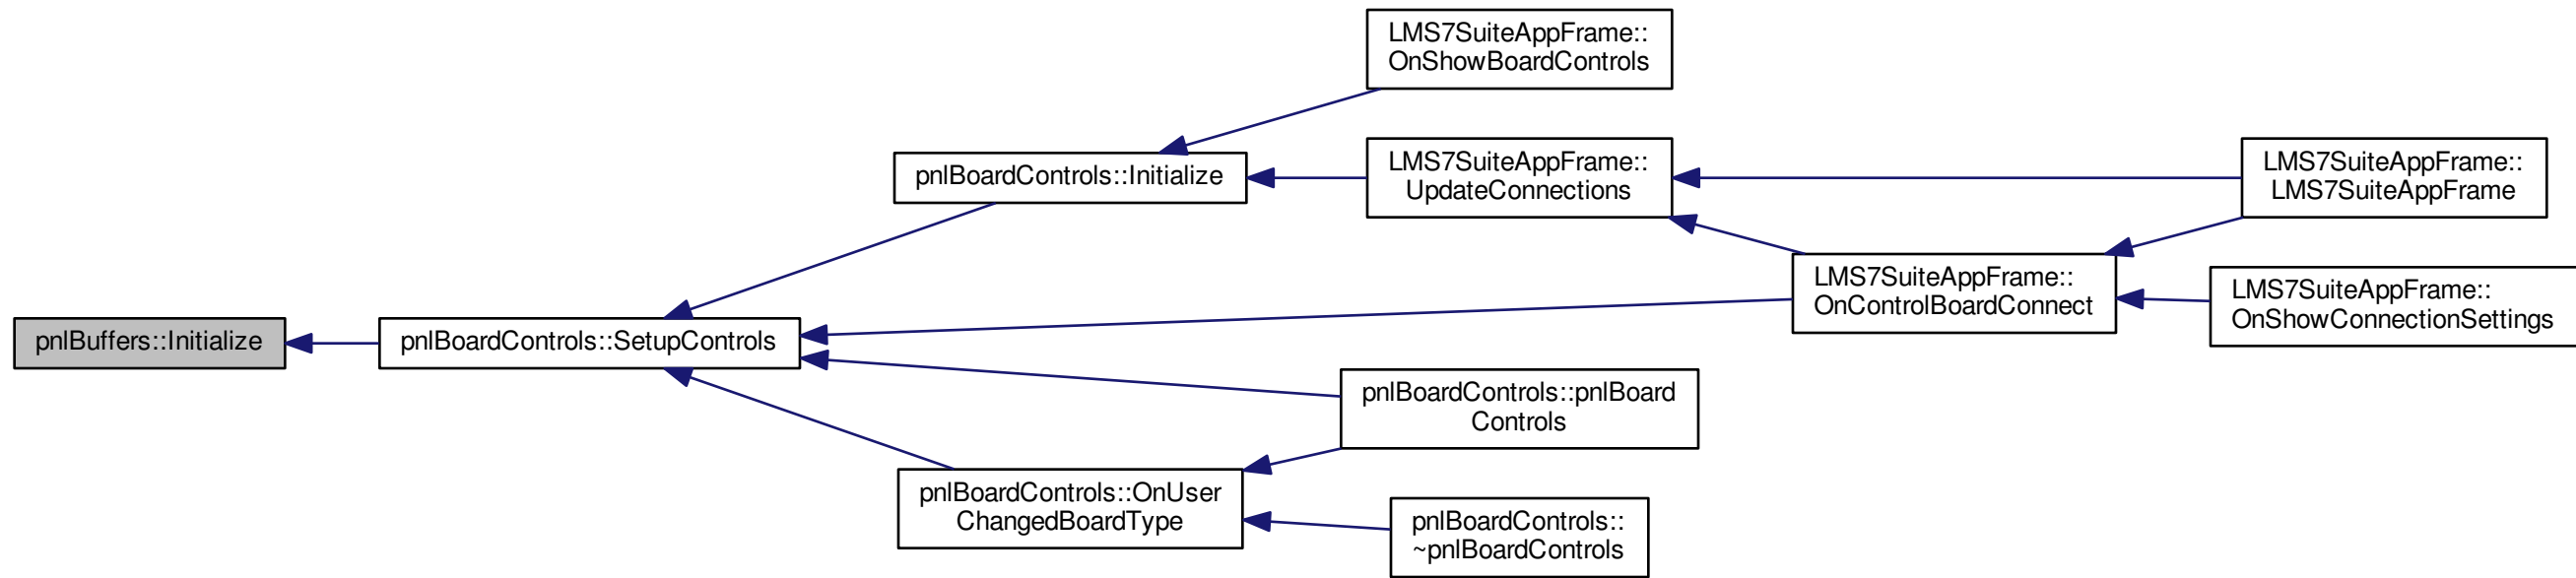 LMS7SuiteAppFrame::
OnShowBoardControls
LMS7SuiteAppFrame::
UpdateConnections
LMS7SuiteAppFrame::
LMS7SuiteAppFrame
pnlBoardControls::Initialize
LMS7SuiteAppFrame::
OnControlBoardConnect
LMS7SuiteAppFrame::
OnShowConnectionSettings
pnlBuffers::Initialize
pnlBoardControls::SetupControls
pnlBoardControls::pnlBoard
Controls
pnlBoardControls::OnUser
ChangedBoardType
pnlBoardControls::
~pnlBoardControls